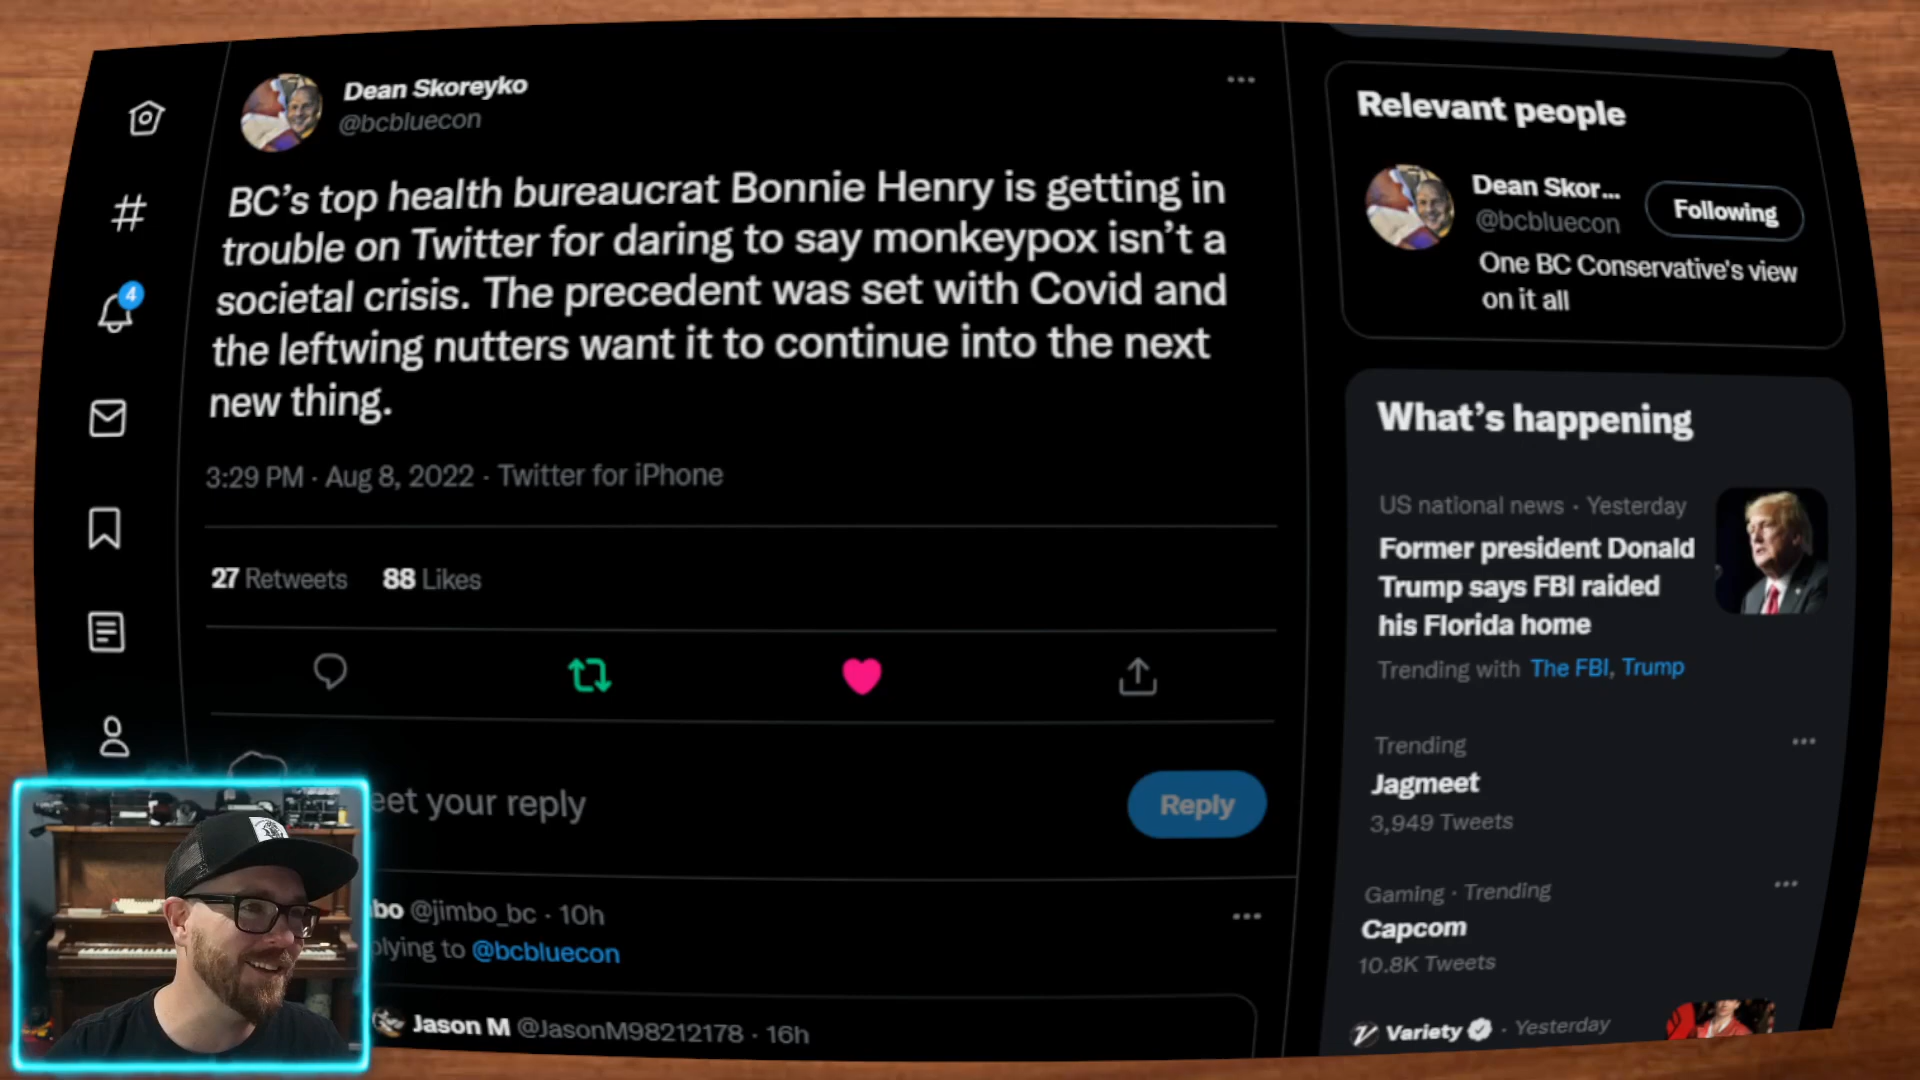 Dean Skoreyko
@bcbluecon
BC's top health bureaucrat Bonnie Henry is getting in
trouble on Twitter for daring to say monkeypox isn't a
societal crisis. The precedent was set with Covid and
the leftwing nutters want it to continue into the next
new thing.
3:29 PM · Aug 8, 2022 · Twitter for iPhone
27 Retweets 88 Likes
eet your reply
Reply
bo @jimbo_bc · 10h
plying to @bcbluecon
Jason M @JasonM98212178 · 16h
4
Relevant people
Dean Skor...
@bcbluecon
Following
One BC Conservative's view
on it all
What's happening
US national news · Yesterday
Former president Donald
Trump says FBI raided
his Florida home
Trending with The FBI, Trump
Trending
Jagmeet
3,949 Tweets
Gaming · Trending
Capcom
10.8K Tweets
Variety · Yesterday